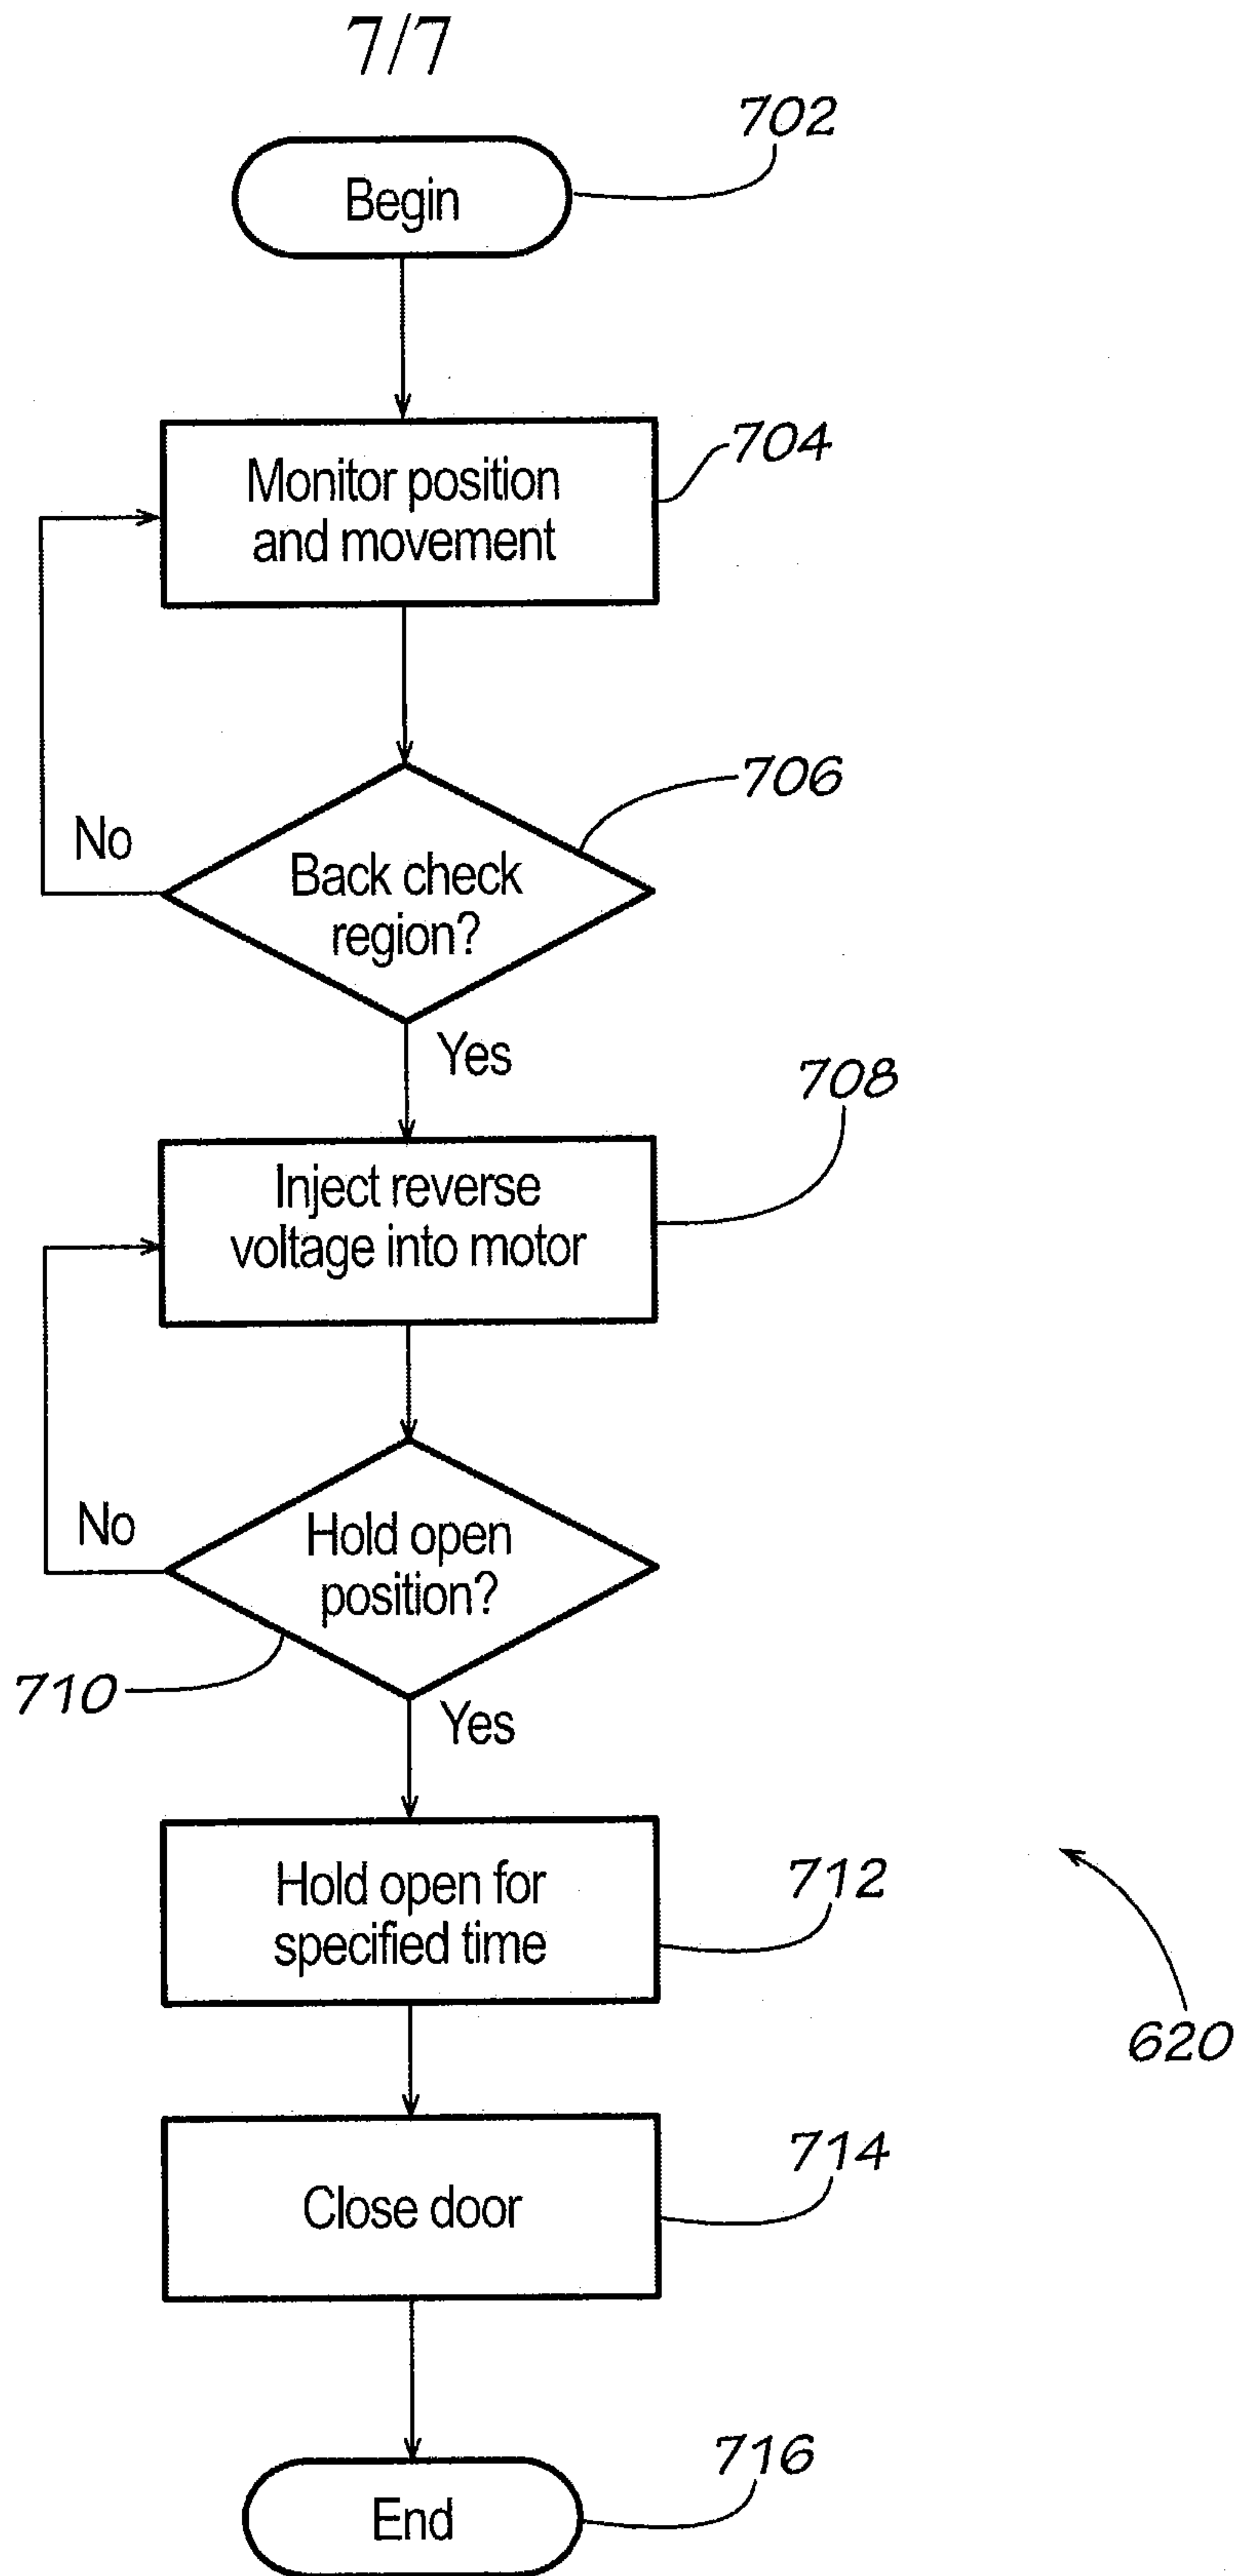 7/7
702
Begin
704
Monitor position
and movement
706
No
Back check
region?
Yes
708
Inject reverse
voltage into motor
No
Hold open
position?
710
Yes
712
Hold open for
specified time
620
714
Close door
716
End